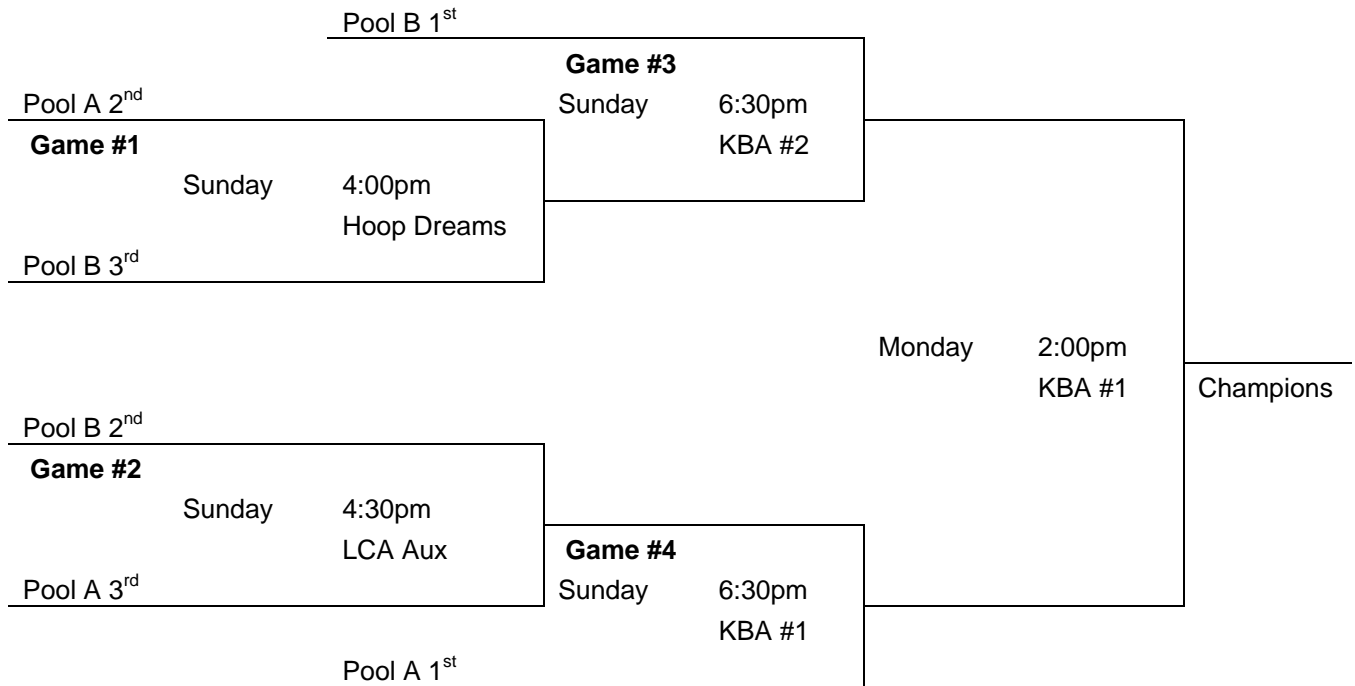 Pool B 1st
Game #3
Pool A 2nd Sunday 6:30pm
Game #1 KBA #2
Sunday 4:00pm
Hoop Dreams
Pool B 3rd
Monday 2:00pm
KBA #1 Champions
Pool B 2nd
Game #2
Sunday 4:30pm
LCA Aux Game #4
Pool A 3rd Sunday 6:30pm
KBA #1
Pool A 1st